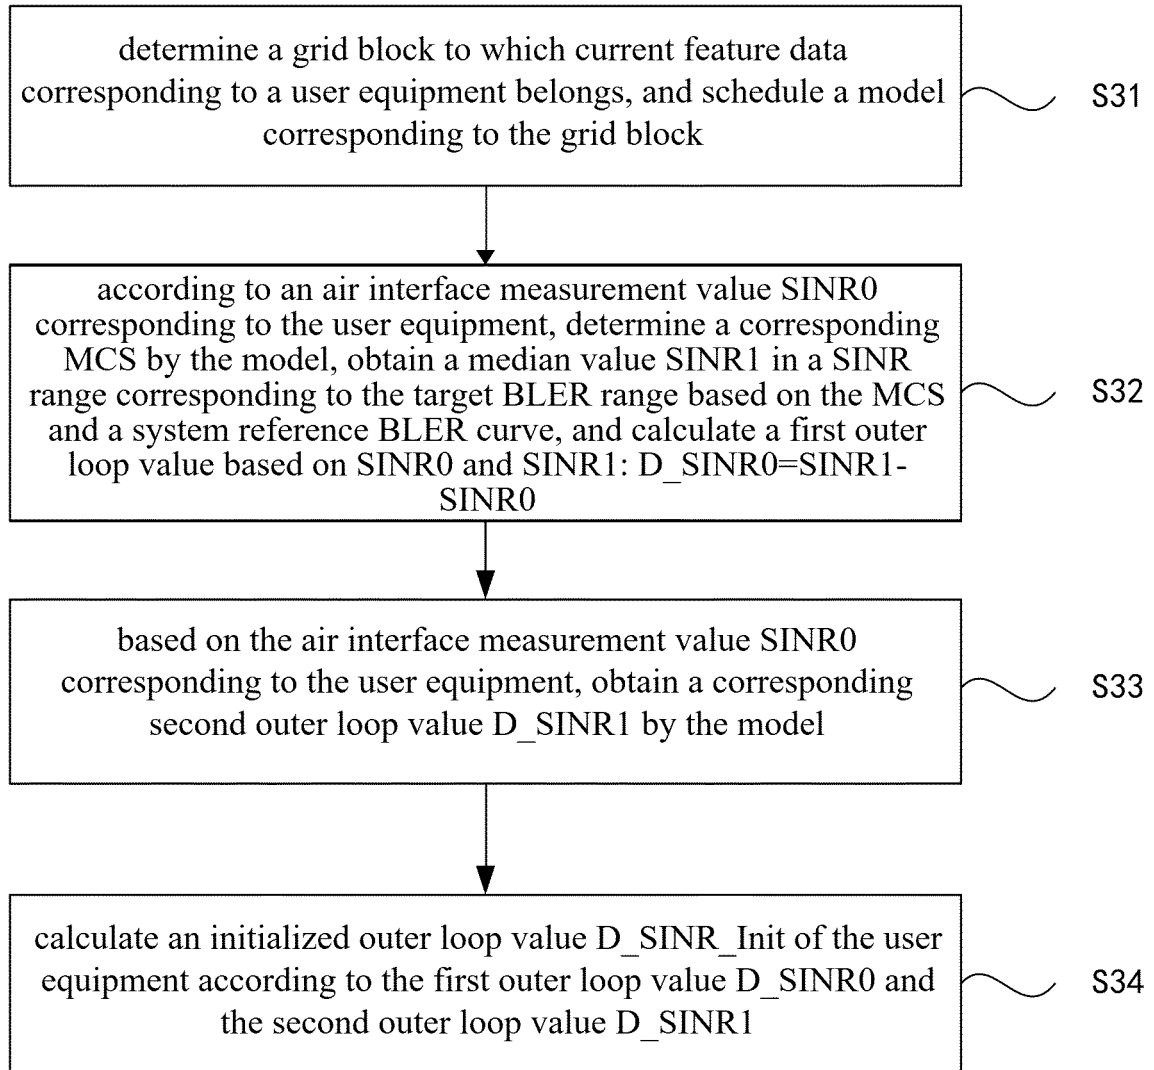 determine a grid block to which current feature data
corresponding to a user equipment belongs, and schedule a model
corresponding to the grid block
S31
according to an air interface measurement value SINR0
corresponding to the user equipment, determine a corresponding
MCS by the model, obtain a median value SINR1 in a SINR
range corresponding to the target BLER range based on the MCS
and a system reference BLER curve, and calculate a first outer
loop value based on SINR0 and SINR1: D_SINR0=SINR1-
SINR0
S32
based on the air interface measurement value SINR0
corresponding to the user equipment, obtain a corresponding
second outer loop value D_SINR1 by the model
S33
calculate an initialized outer loop value D_SINR_Init of the user
equipment according to the first outer loop value D_SINR0 and
the second outer loop value D_SINR1
S34